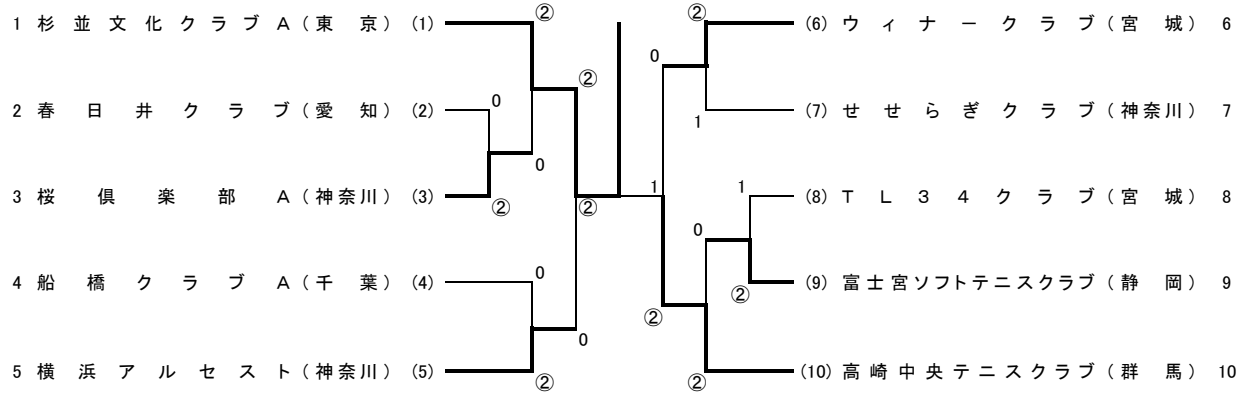 1 杉並文化クラブA(東京) (1) ② ② (6) ウィナークラブ(宮城) 6
0 ②
2 春日井クラブ(愛知) (2) 0 1 (7) せせらぎクラブ(神奈川) 7
0
3 桜倶楽部A(神奈川) (3) ② ② 1 1 (8) TL34クラブ(宮城) 8
0
4 船橋クラブA(千葉) (4) 0 ② (9) 富士宮ソフトテニスクラブ(静岡) 9
0 ②
5 横浜アルセスト(神奈川) (5) ② ② (10) 高崎中央テニスクラブ(群馬) 10